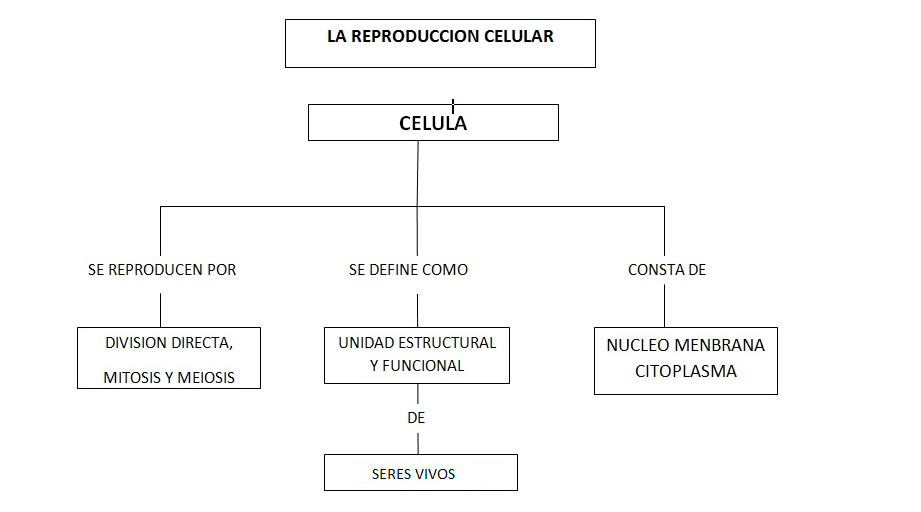 LA REPRODUCCION CELULAR
CELULA
SE REPRODUCEN POR
SE DEFINE COMO
CONSTA DE
DIVISION DIRECTA,
MITOSIS Y MEIOSIS
UNIDAD ESTRUCTURAL
Y FUNCIONAL
NUCLEO MENBRANA
CITOPLASMA
DE
SERES VIVOS